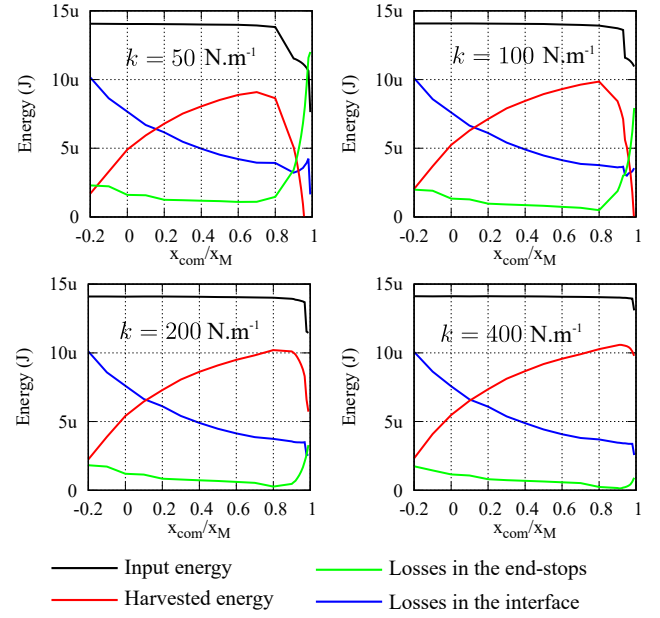 15u
10u
5u
0
Energy (J)
k = 50 N.m-1
-0.2 0 0.2 0.4 0.6 0.8 1
xcom/xM
15u
10u
5u
0
Energy (J)
k = 100 N.m-1
-0.2 0 0.2 0.4 0.6 0.8 1
xcom/xM
15u
10u
5u
0
Energy (J)
k = 200 N.m-1
-0.2 0 0.2 0.4 0.6 0.8 1
xcom/xM
15u
10u
5u
0
Energy (J)
k = 400 N.m-1
-0.2 0 0.2 0.4 0.6 0.8 1
xcom/xM
Input energy
Harvested energy
Losses in the end-stops
Losses in the interface